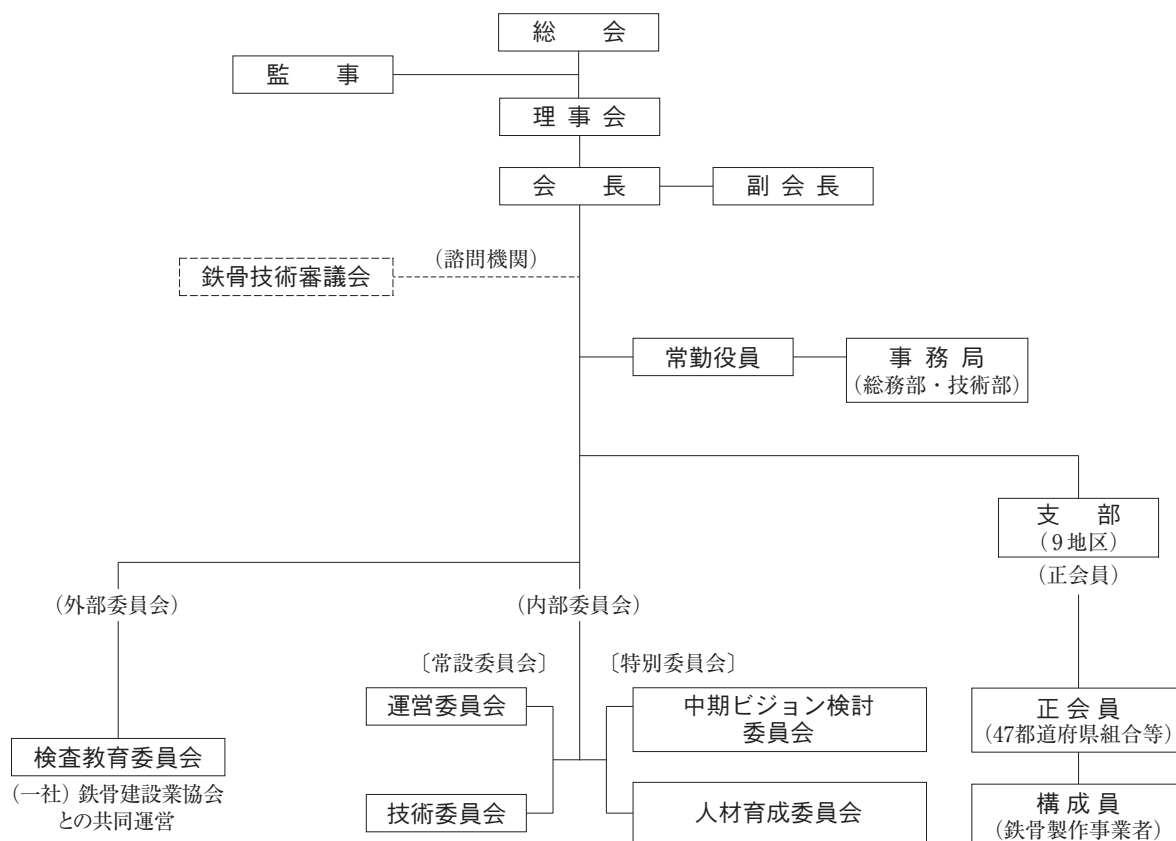 総会
監事
理事会
会長
副会長
(諮問機関)
鉄骨技術審議会
常勤役員
事務局
(総務部・技術部)
支部
(9地区)
(正会員)
(外部委員会)
(内部委員会)
〔常設委員会〕
〔特別委員会〕
運営委員会
中期ビジョン検討
委員会
正会員
(47都道府県組合等)
検査教育委員会
(一社)鉄骨建設業協会
との共同運営
技術委員会
人材育成委員会
構成員
(鉄骨製作事業者)